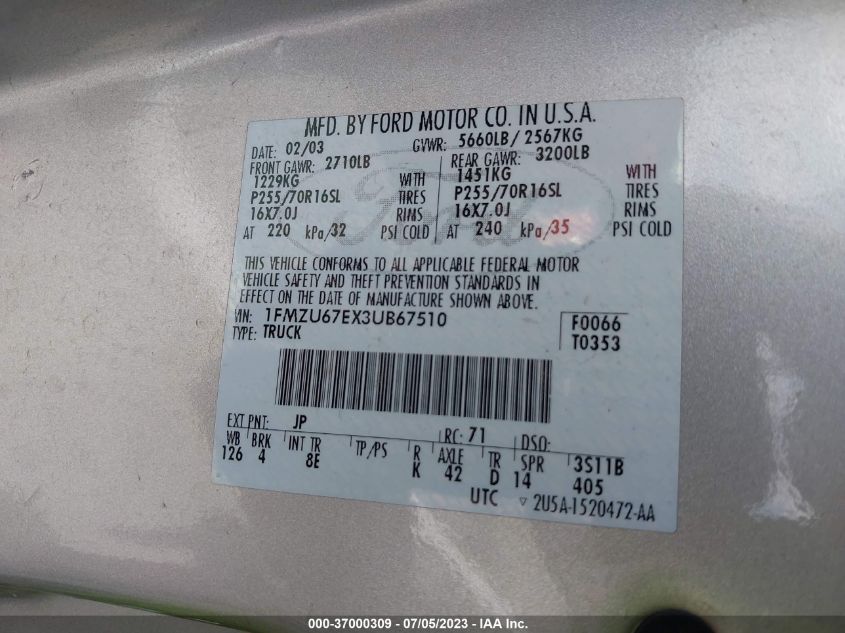 MFD. BY FORD MOTOR CO. IN U.S.A.
DATE: 02/03 GVWR: 5660LB / 2567KG
FRONT GAWR: 2710LB REAR GAWR: 3200LB
1229KG WITH 1451KG WITH
P255/70R16SL TIRES P255/70R16SL TIRES
16X7.0J RIMS 16X7.0J RIMS
AT 220 kPa/32 PSI COLD AT 240 kPa/35 PSI COLD
Ford
THIS VEHICLE CONFORMS TO ALL APPLICABLE FEDERAL MOTOR
VEHICLE SAFETY AND THEFT PREVENTION STANDARDS IN
EFFECT ON THE DATE OF MANUFACTURE SHOWN ABOVE.
VIN: 1FMZU67EX3UB67510 F0066
TYPE: TRUCK T0353
EXT PNT: JP RC: 71 DSO:
WB BRK INT TR TP/PS R AXLE TR SPR 3S11B
126 4 8E K 42 D 14 405
UTC ▽ 2U5A-1520472-AA
000-37000309 - 07/05/2023 - IAA Inc.